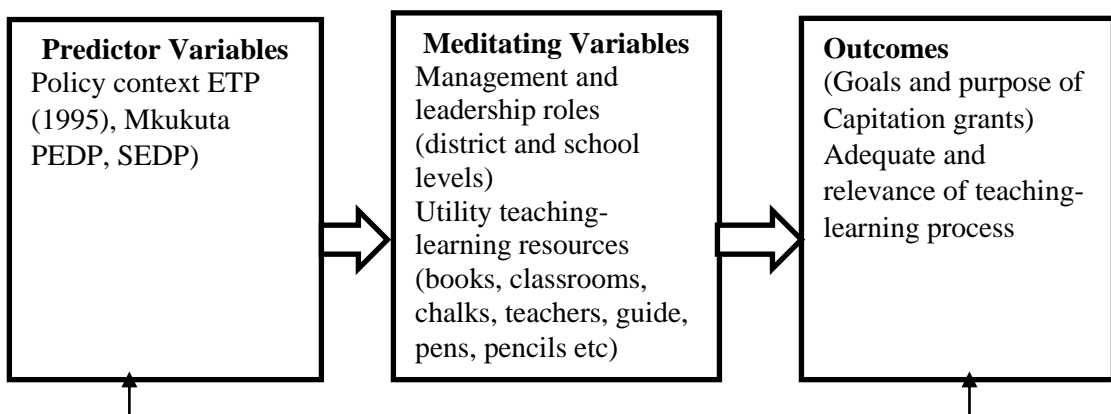 Predictor Variables
Policy context ETP
(1995), Mkukuta
PEDP, SEDP)
Meditating Variables
Management and
leadership roles
(district and school
levels)
Utility teaching-
learning resources
(books, classrooms,
chalks, teachers, guide,
pens, pencils etc)
Outcomes
(Goals and purpose of
Capitation grants)
Adequate and
relevance of teaching-
learning process